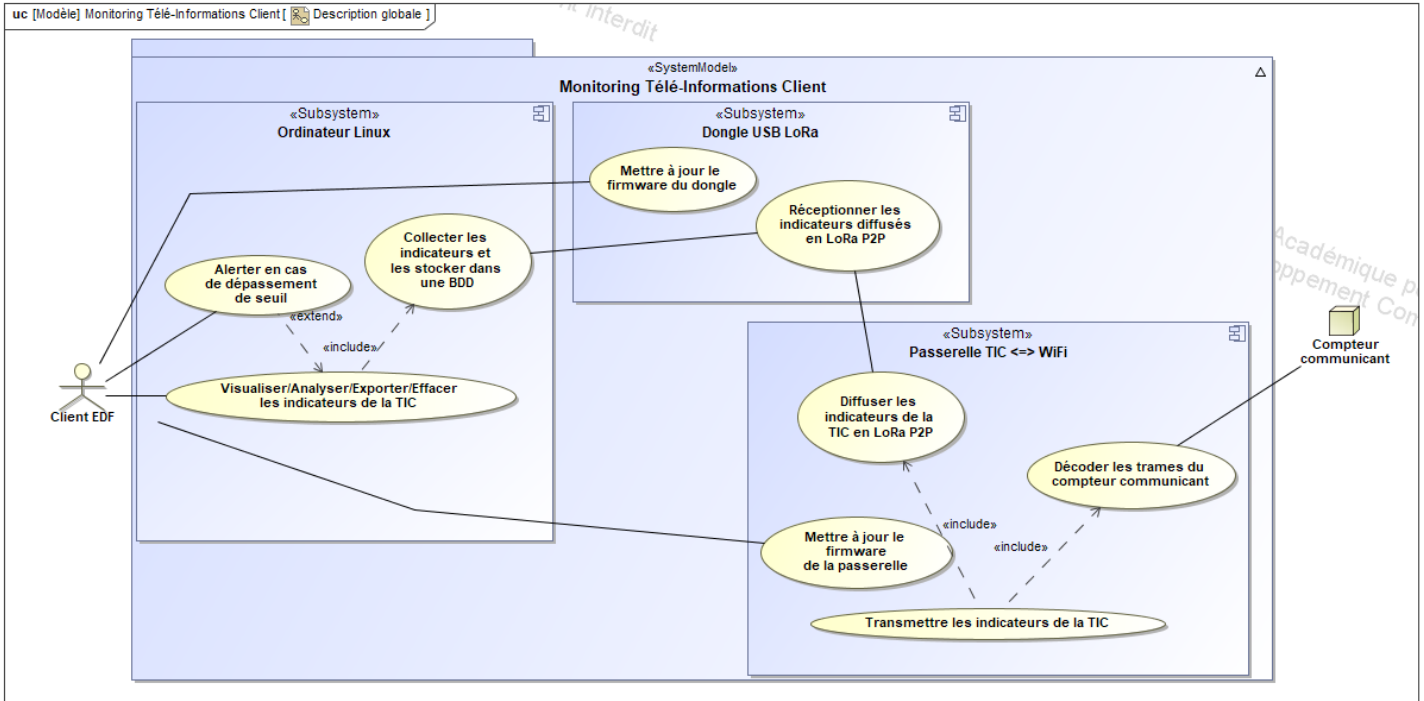 uc [Modèle] Monitoring Télé-Informations Client [ Description globale ]
nt Interdit
«SystemModel»
Monitoring Télé-Informations Client
«Subsystem»
Ordinateur Linux
«Subsystem»
Dongle USB LoRa
Mettre à jour le
firmware du dongle
Réceptionner les
indicateurs diffusés
en LoRa P2P
Collecter les
indicateurs et
les stocker dans
une BDD
Alerter en cas
de dépassement
de seuil
«extend»
«include»
Visualiser/Analyser/Exporter/Effacer
les indicateurs de la TIC
Client EDF
Académique p
oppement Com
Compteur
communicant
«Subsystem»
Passerelle TIC <=> WiFi
Diffuser les
indicateurs de la
TIC en LoRa P2P
Décoder les trames du
compteur communicant
«include»
«include»
Mettre à jour le
firmware
de la passerelle
Transmettre les indicateurs de la TIC